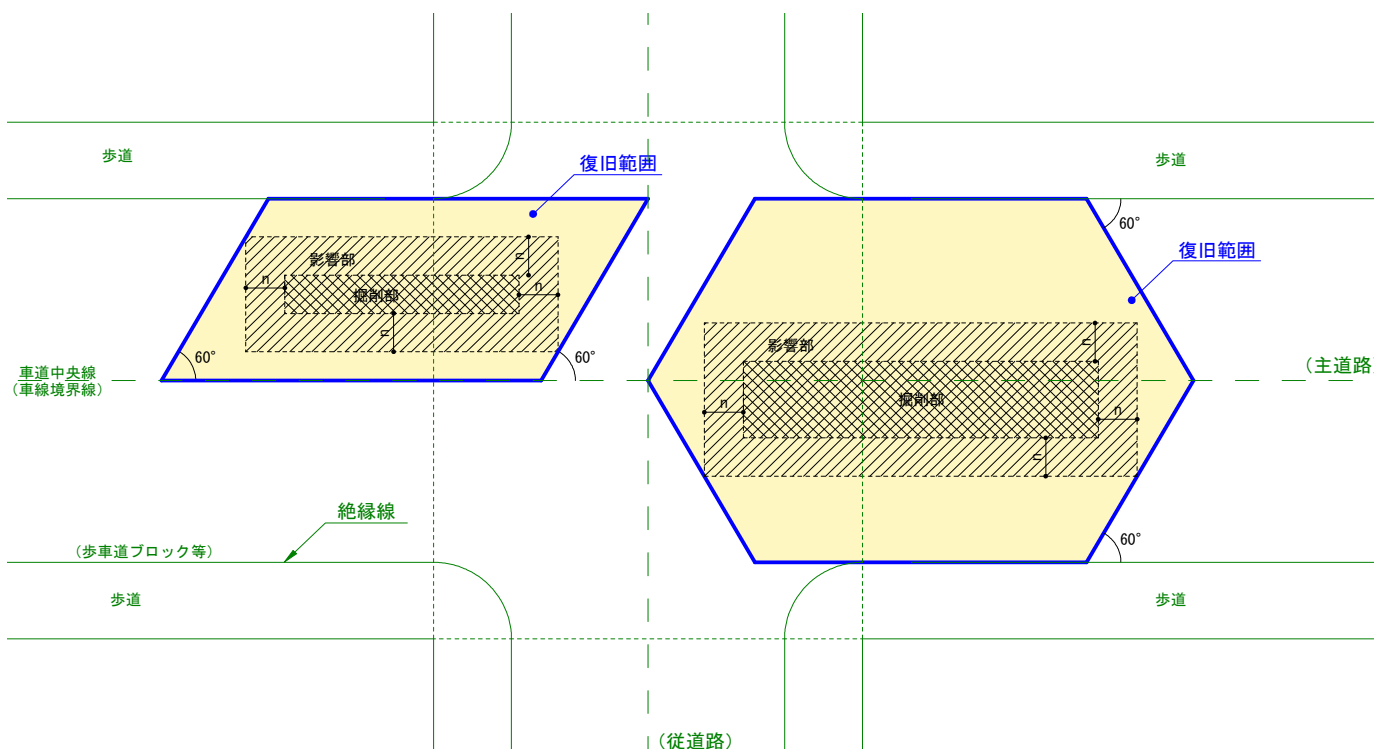 歩道
復旧範囲
歩道
60°
復旧範囲
影響部
n
n
掘削部
n
n
60°
60°
車道中央線
(車線境界線)
影響部
n
掘削部
n
n
n
(主道路
絶縁線
(歩車道ブロック等)
60°
歩道
歩道
(従道路)